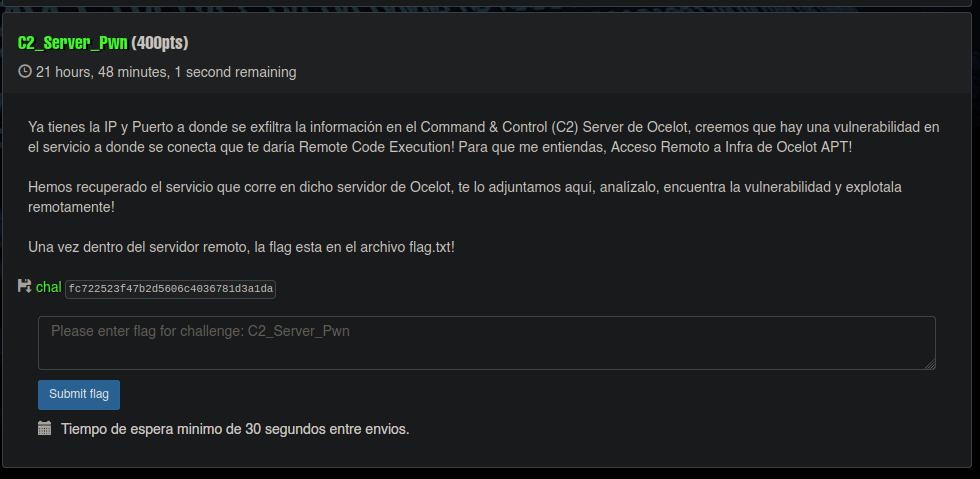 C2_Server_Pwn (400pts)
21 hours, 48 minutes, 1 second remaining
Ya tienes la IP y Puerto a donde se exfiltra la información en el Command & Control (C2) Server de Ocelot, creemos que hay una vulnerabilidad en
el servicio a donde se conecta que te daría Remote Code Execution! Para que me entiendas, Acceso Remoto a Infra de Ocelot APT!
Hemos recuperado el servicio que corre en dicho servidor de Ocelot, te lo adjuntamos aquí, analízalo, encuentra la vulnerabilidad y explotala
remotamente!
Una vez dentro del servidor remoto, la flag esta en el archivo flag.txt!
chal fc722523f47b2d5606c4036781d3a1da
Please enter flag for challenge: C2_Server_Pwn
Submit flag
Tiempo de espera minimo de 30 segundos entre envios.